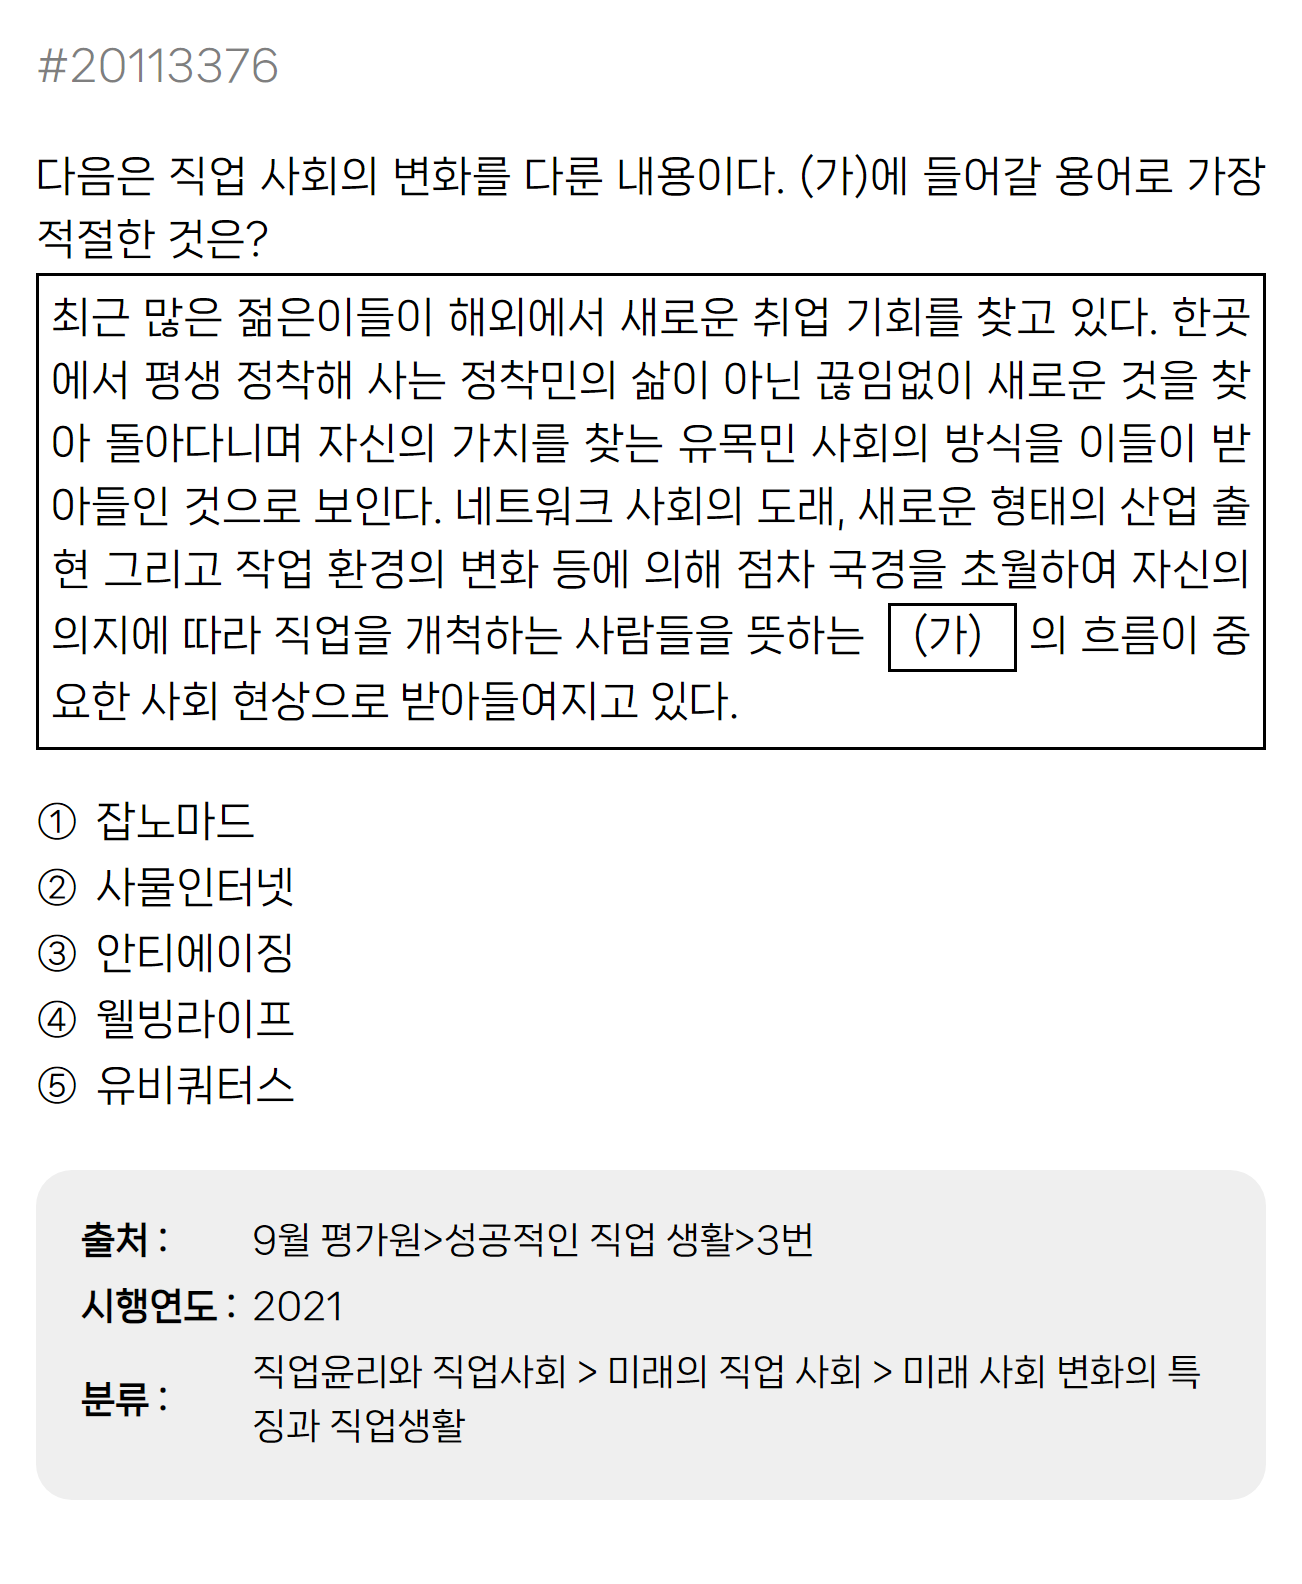 #20113376
다음은 직업 사회의 변화를 다룬 내용이다. (가)에 들어갈 용어로 가장
적절한 것은?
최근 많은 젊은이들이 해외에서 새로운 취업 기회를 찾고 있다. 한곳
에서 평생 정착해 사는 정착민의 삶이 아닌 끊임없이 새로운 것을 찾
아 돌아다니며 자신의 가치를 찾는 유목민 사회의 방식을 이들이 받
아들인 것으로 보인다. 네트워크 사회의 도래, 새로운 형태의 산업 출
현 그리고 작업 환경의 변화 등에 의해 점차 국경을 초월하여 자신의
의지에 따라 직업을 개척하는 사람들을 뜻하는 (가) 의 흐름이 중
요한 사회 현상으로 받아들여지고 있다.
① 잡노마드
② 사물인터넷
③ 안티에이징
④ 웰빙라이프
⑤ 유비쿼터스
출처 : 9월 평가원>성공적인 직업 생활>3번
시행연도 : 2021
분류 : 직업윤리와 직업사회 > 미래의 직업 사회 > 미래 사회 변화의 특
징과 직업생활